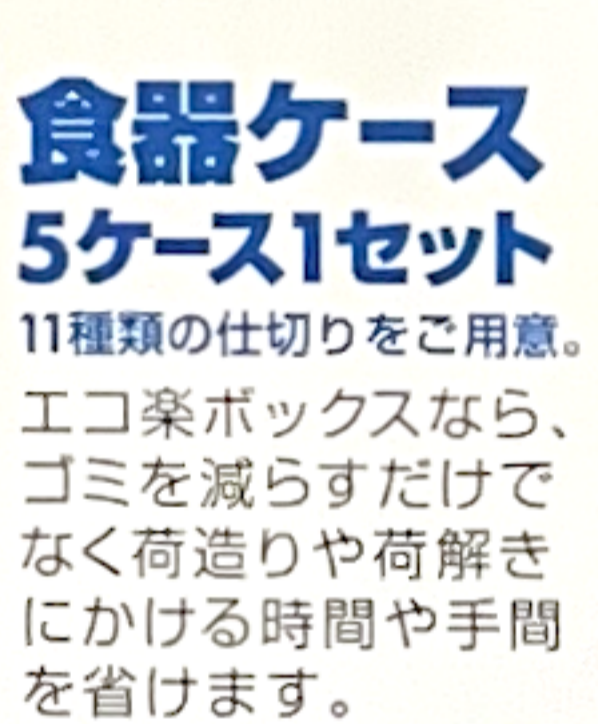 食器ケース
5ケース1セット
11種類の仕切りをご用意。
エコ楽ボックスなら、
ゴミを減らすだけで
なく荷造りや荷解き
にかける時間や手間
を省けます。